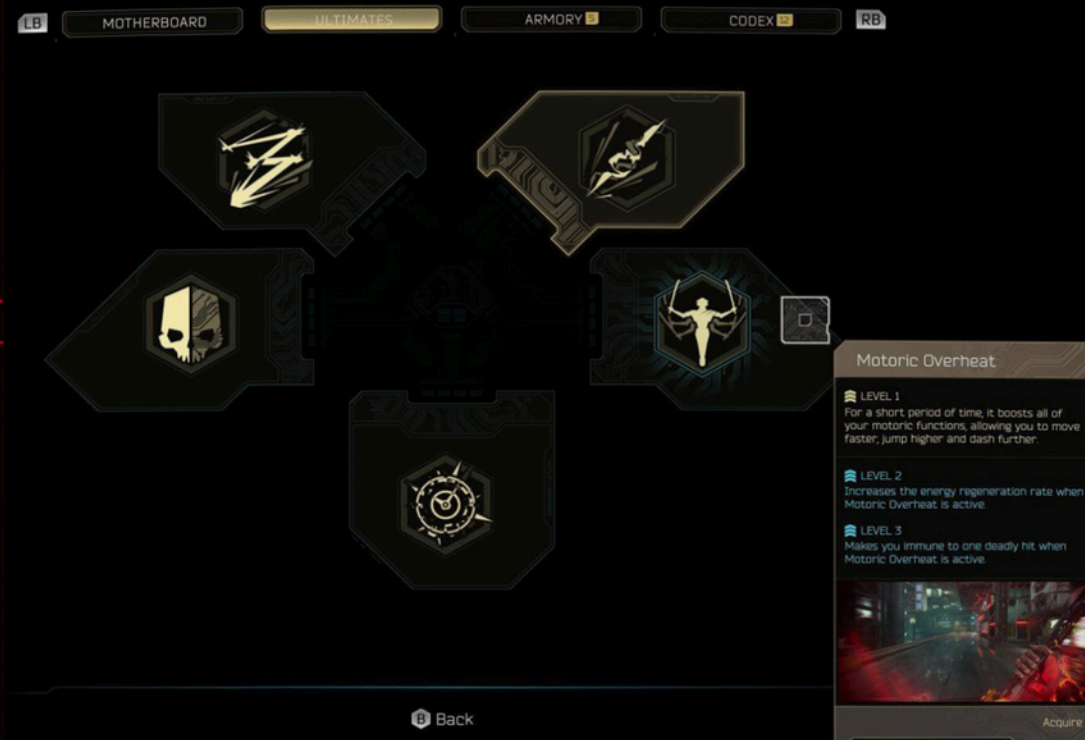 LB MOTHERBOARD ULTIMATES ARMORY 5 CODEX 12 RB
Motoric Overheat
LEVEL 1
For a short period of time, it boosts all of
your motoric functions, allowing you to move
faster, jump higher and dash further.
LEVEL 2
Increases the energy regeneration rate when
Motoric Overheat is active.
LEVEL 3
Makes you immune to one deadly hit when
Motoric Overheat is active.
Acquire
B Back